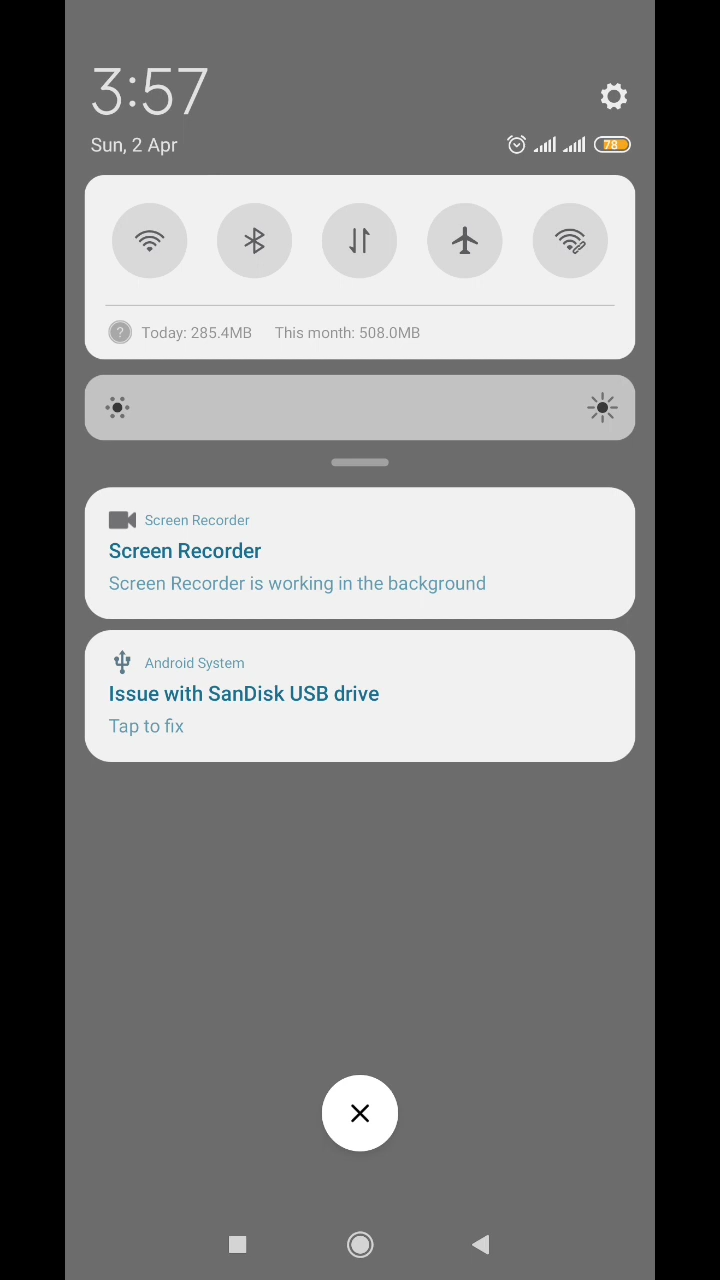 3:57
Sun, 2 Apr
78
? Today: 285.4MB This month: 508.0MB
Screen Recorder
Screen Recorder
Screen Recorder is working in the background
Android System
Issue with SanDisk USB drive
Tap to fix